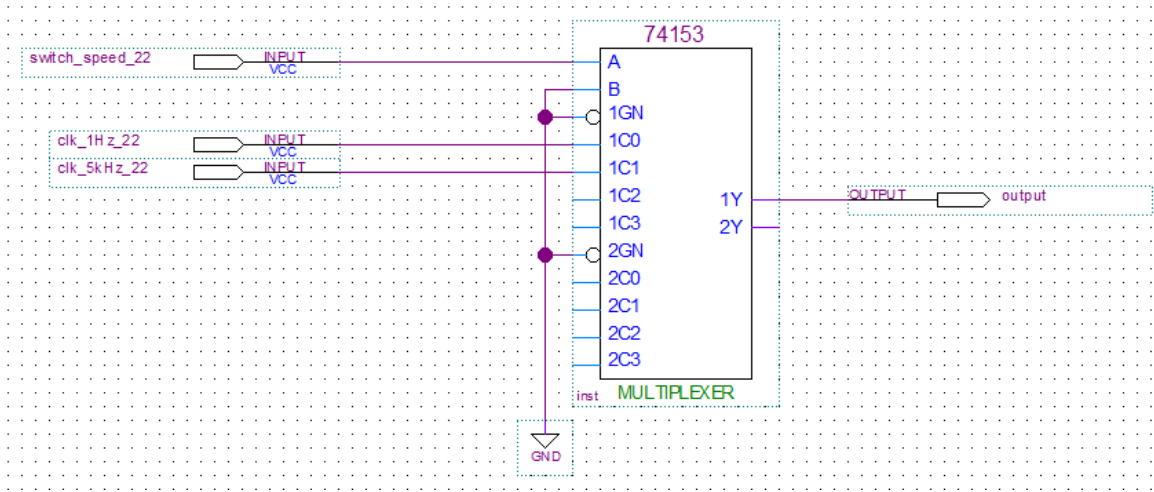 74153
switch_speed_22
INPUT
VCC
A
B
1GN
clk_1Hz_22
INPUT
VCC
1C0
clk_5kHz_22
INPUT
VCC
1C1
1C2
1C3
1Y
OUTPUT
output
2Y
2GN
2C0
2C1
2C2
2C3
inst
MULTIPLEXER
GND